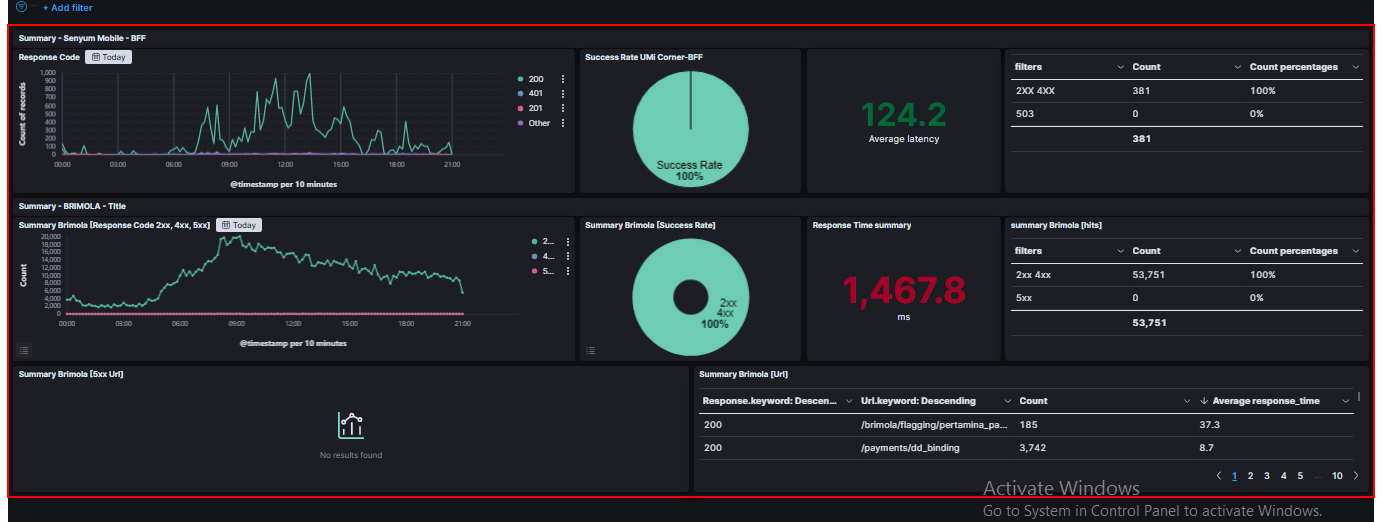 + Add filter
Summary - Senyum Mobile - BFF
Response Code Today
1,000
900
800
700
600
500
400
300
200
100
0
Count of records
00:00 03:00 06:00 09:00 12:00 15:00 18:00 21:00
@timestamp per 10 minutes
200
401
201
Other
Success Rate UMi Corner-BFF
Success Rate
100%
124.2
Average latency
filters Count Count percentages
2XX 4XX 381 100%
503 0 0%
381
Summary - BRIMOLA - Title
Summary Brimola [Response Code 2xx, 4xx, 5xx] Today
20,000
18,000
16,000
14,000
12,000
10,000
8,000
6,000
4,000
2,000
0
Count
00:00 03:00 06:00 09:00 12:00 15:00 18:00 21:00
@timestamp per 10 minutes
2...
4...
5...
Summary Brimola [Success Rate]
2xx
4xx
100%
Response Time summary
1,467.8
ms
summary Brimola [hits]
filters Count Count percentages
2xx 4xx 53,751 100%
5xx 0 0%
53,751
Summary Brimola [5xx Url]
No results found
Summary Brimola [Url]
Response.keyword: Descen... Url.keyword: Descending Count Average response_time
200 /brimola/flagging/pertamina_pa... 185 37.3
200 /payments/dd_binding 3,742 8.7
1 2 3 4 5 ... 10
Activate Windows
Go to System in Control Panel to activate Windows.